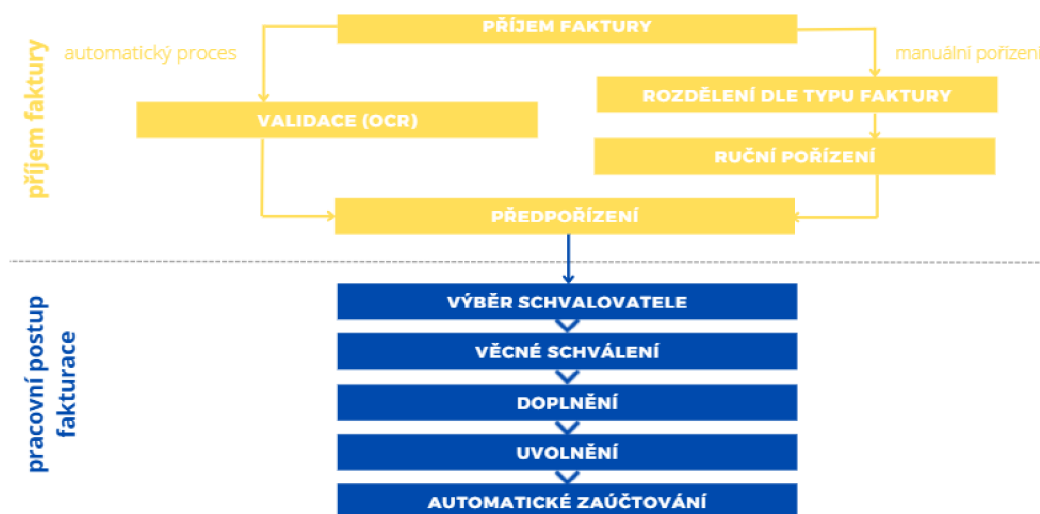 PŘÍJEM FAKTURY
automatický proces
manuální pořízení
příjem faktury
ROZDĚLENÍ DLE TYPU FAKTURY
VALIDACE (OCR)
RUČNÍ POŘÍZENÍ
PŘEDPOŘÍZENÍ
pracovní postup
fakturace
VÝBĚR SCHVALOVATELE
VĚCNÉ SCHVÁLENÍ
DOPLNĚNÍ
UVOLNĚNÍ
AUTOMATICKÉ ZAÚČTOVÁNÍ